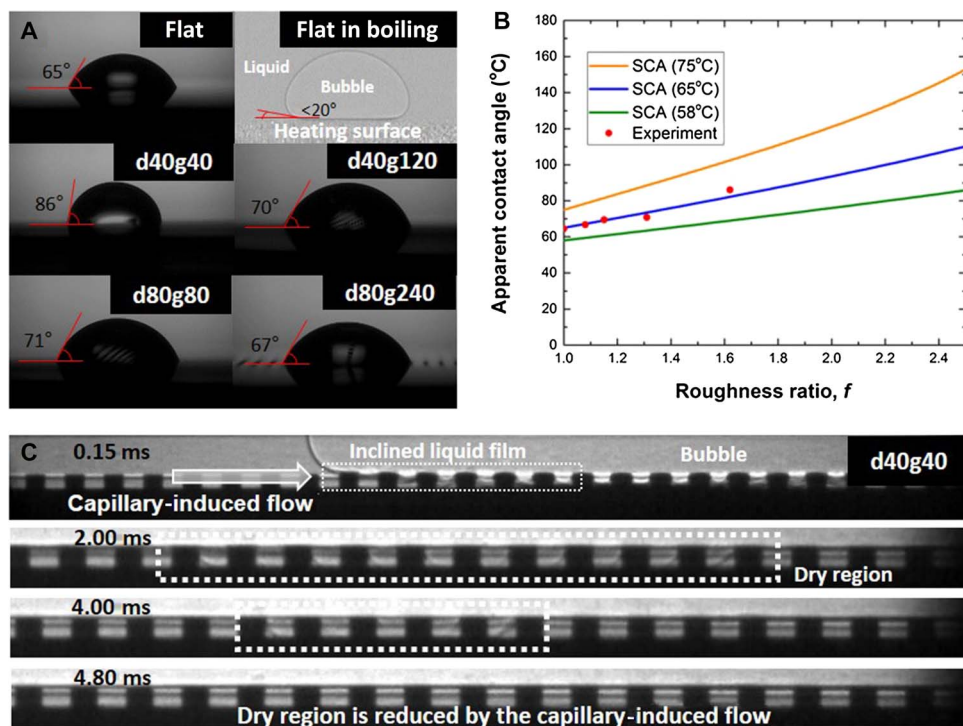 A
Flat
65°
Flat in boiling
Liquid
Bubble
<20°
Heating surface
d40g40
86°
d40g120
70°
d80g80
71°
d80g240
67°
B
Apparent contact angle (°C)
180
160
140
120
100
80
60
40
20
0
SCA (75°C)
SCA (65°C)
SCA (58°C)
Experiment
1.0 1.2 1.4 1.6 1.8 2.0 2.2 2.4
Roughness ratio, f
C
0.15 ms
Inclined liquid film
Bubble
d40g40
Capillary-induced flow
2.00 ms
Dry region
4.00 ms
4.80 ms
Dry region is reduced by the capillary-induced flow